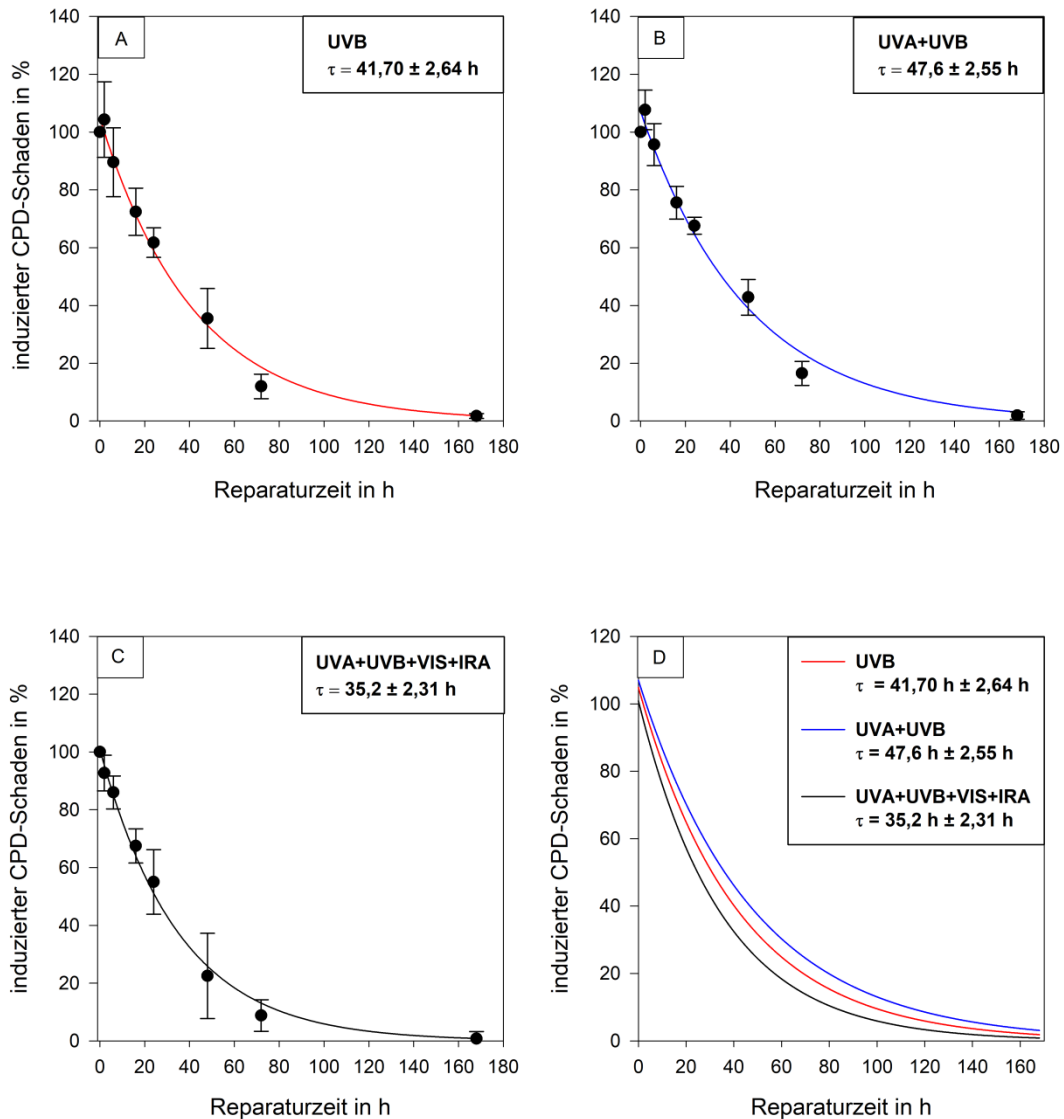 A
UVB
τ = 41,70 ± 2,64 h
induzierter CPD-Schaden in %
140
120
100
80
60
40
20
0
0 20 40 60 80 100 120 140 160 180
Reparaturzeit in h
B
UVA+UVB
τ = 47,6 ± 2,55 h
140
120
100
80
60
40
20
0
0 20 40 60 80 100 120 140 160 180
Reparaturzeit in h
C
UVA+UVB+VIS+IRA
τ = 35,2 ± 2,31 h
induzierter CPD-Schaden in %
140
120
100
80
60
40
20
0
0 20 40 60 80 100 120 140 160 180
Reparaturzeit in h
D
UVB
τ = 41,70 h ± 2,64 h
UVA+UVB
τ = 47,6 h ± 2,55 h
UVA+UVB+VIS+IRA
τ = 35,2 h ± 2,31 h
induzierter CPD-Schaden in %
120
100
80
60
40
20
0
0 20 40 60 80 100 120 140 160
Reparaturzeit in h